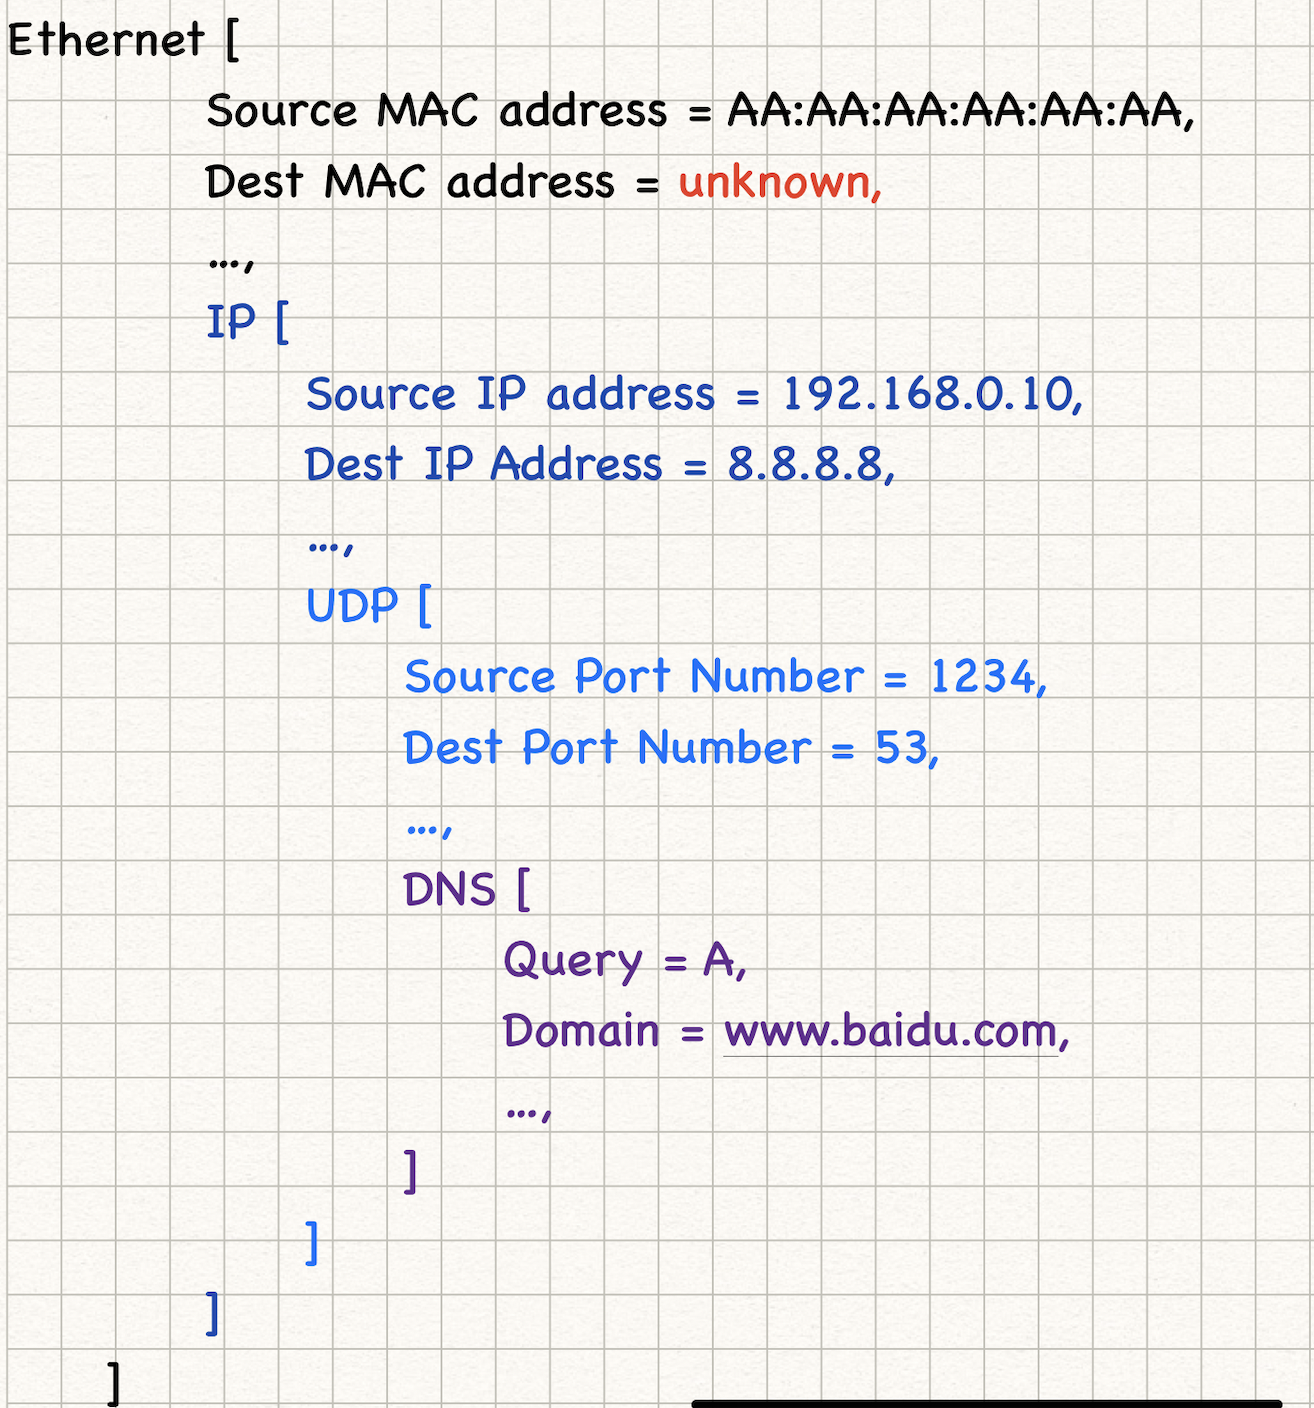 Ethernet [
Source MAC address = AA:AA:AA:AA:AA:AA,
Dest MAC address = unknown,
...,
IP [
Source IP address = 192.168.0.10,
Dest IP Address = 8.8.8.8,
...,
UDP [
Source Port Number = 1234,
Dest Port Number = 53,
...,
DNS [
Query = A,
Domain = www.baidu.com,
...,
]
]
]
]